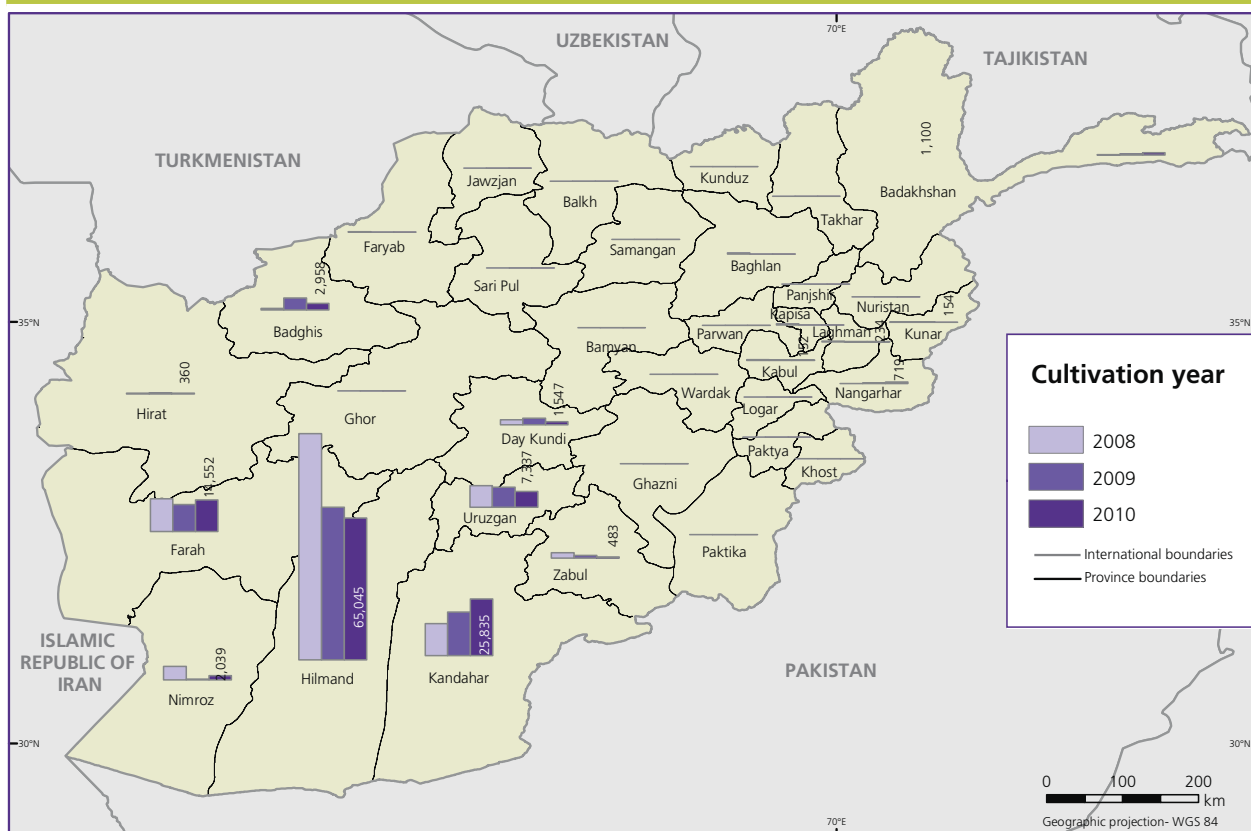 70°E
UZBEKISTAN
TAJIKISTAN
TURKMENISTAN
1,100
Jawzjan
Kunduz
Balkh
Badakhshan
Takhar
Faryab
Samangan
Baghlan
2,958
Sari Pul
Panjshir
Nuristan
154
Kapisa
35°N
35°N
Badghis
Parwan
Laghman
234
Kunar
Bamyan
152
Kabul
719
360
Wardak
Nangarhar
Hirat
Ghor
1,547
Logar
Day Kundi
Paktya
Khost
7,337
Ghazni
Uruzgan
Farah
483
Paktika
Zabul
65,045
25,835
ISLAMIC
REPUBLIC OF
IRAN
2,039
Nimroz
Hilmand
Kandahar
PAKISTAN
30°N
30°N
70°E
Cultivation year
2008
2009
2010
International boundaries
Province boundaries
0 100 200
km
Geographic projection- WGS 84